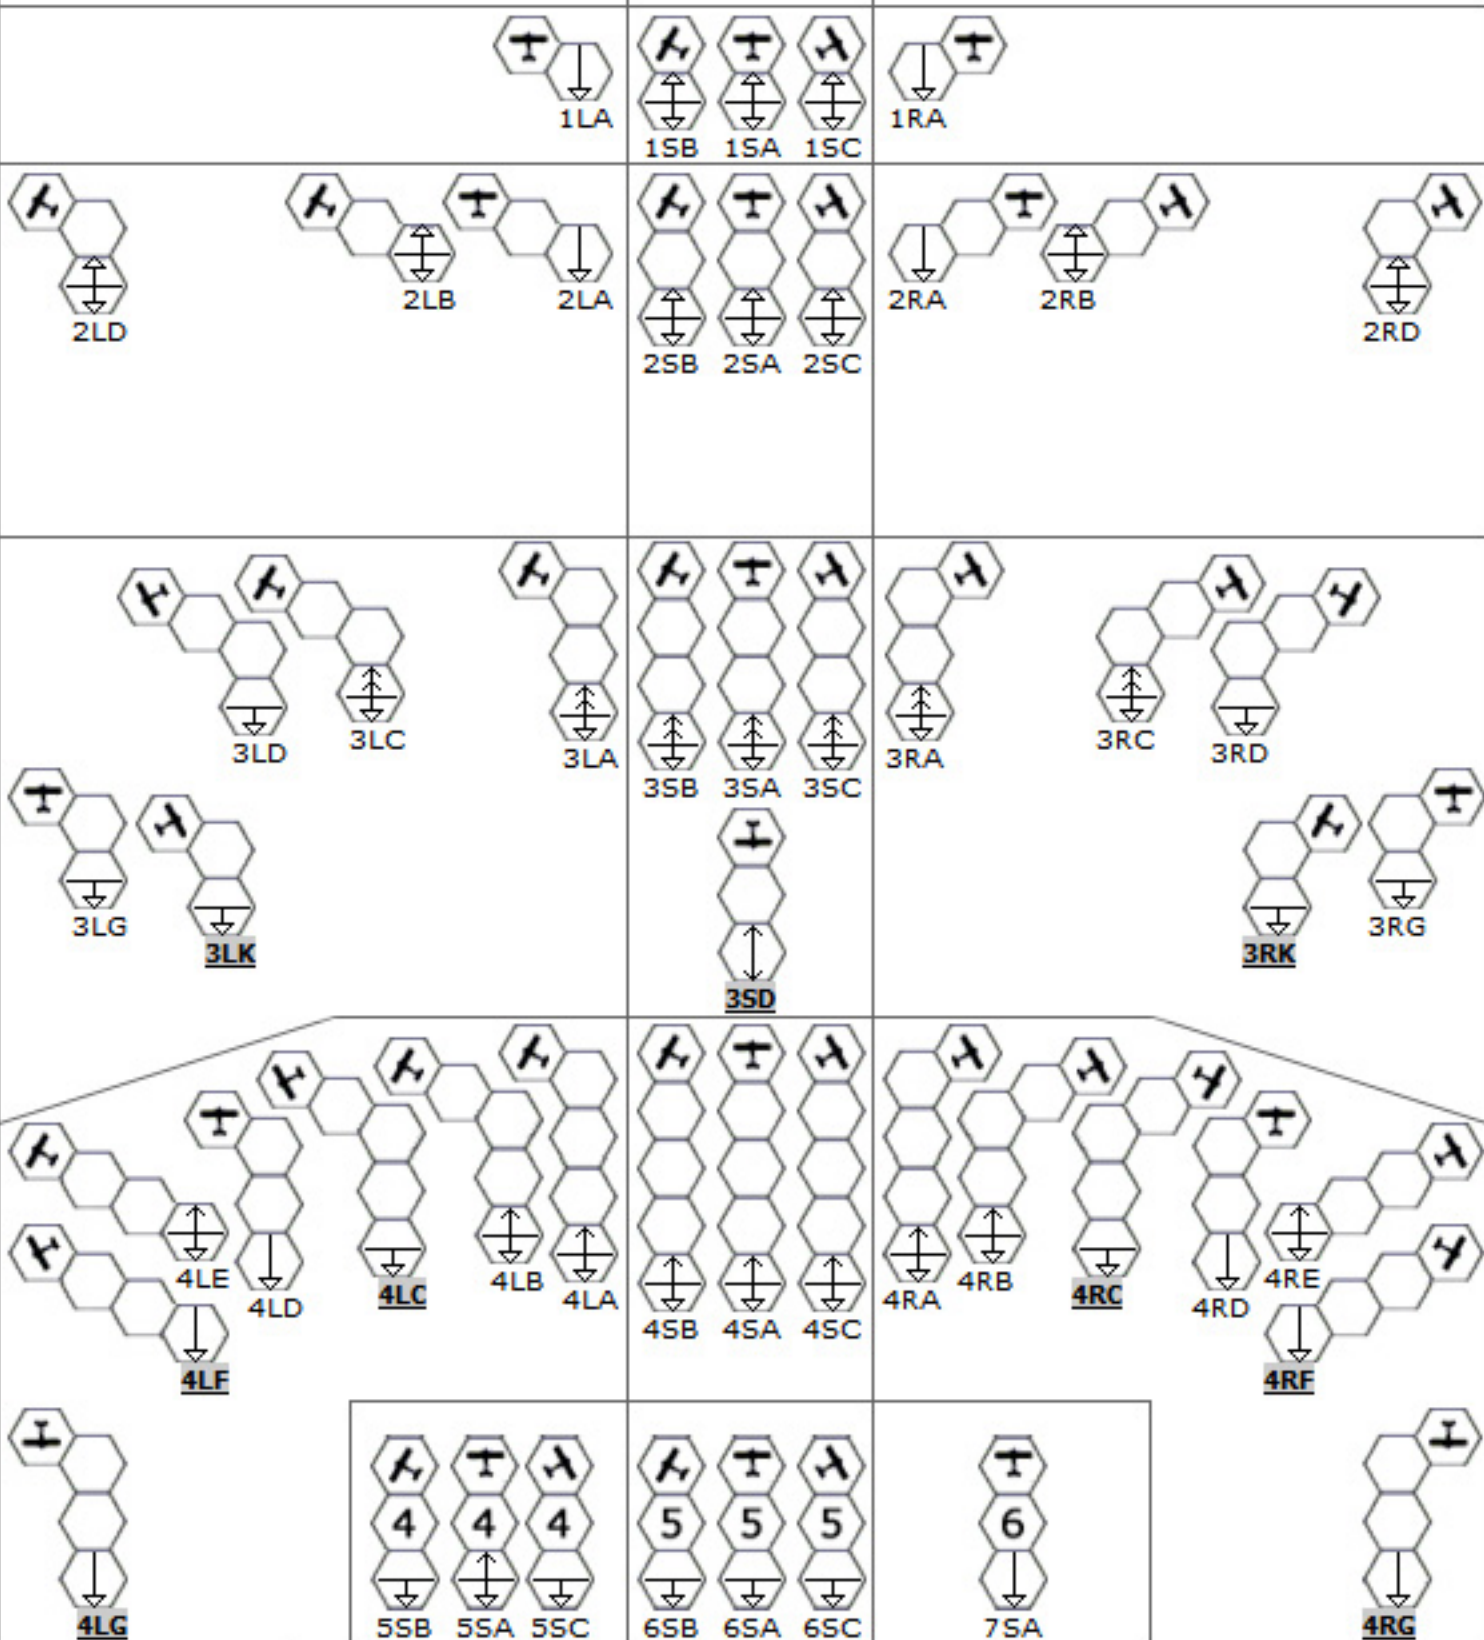 1LA 1SB 1SA 1SC 1RA
2LD 2LB 2LA 2SB 2SA 2SC 2RA 2RB 2RD
3LD 3LC 3LA 3SB 3SA 3SC 3RA 3RC 3RD
3LG 3LK 3SD 3RK 3RG
4LE 4LD 4LC 4LB 4LA 4SB 4SA 4SC 4RA 4RB 4RC 4RD 4RE
4LF 4RF
4 4 4 5 5 5 6
4LG 5SB 5SA 5SC 6SB 6SA 6SC 7SA 4RG